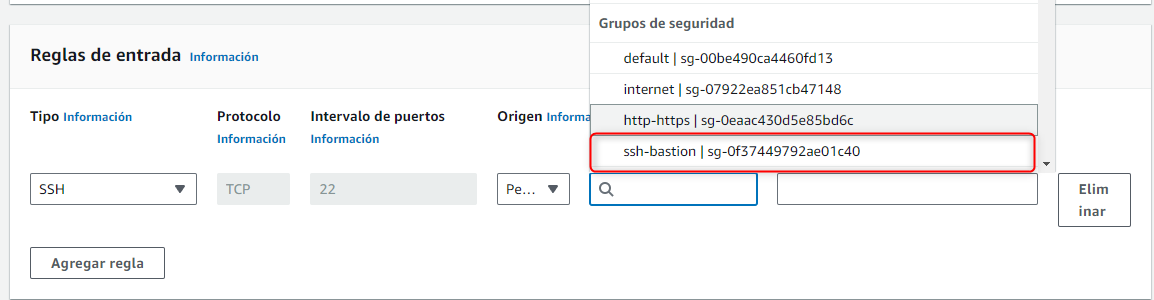 Grupos de seguridad
Reglas de entrada Información
default | sg-00be490ca4460fd13
internet | sg-07922ea851cb47148
http-https | sg-0eaac430d5e85bd6c
ssh-bastion | sg-0f37449792ae01c40
Tipo Información
Protocolo
Información
Intervalo de puertos
Información
Origen Informa
SSH
TCP
22
Pe...
Elim
inar
Agregar regla